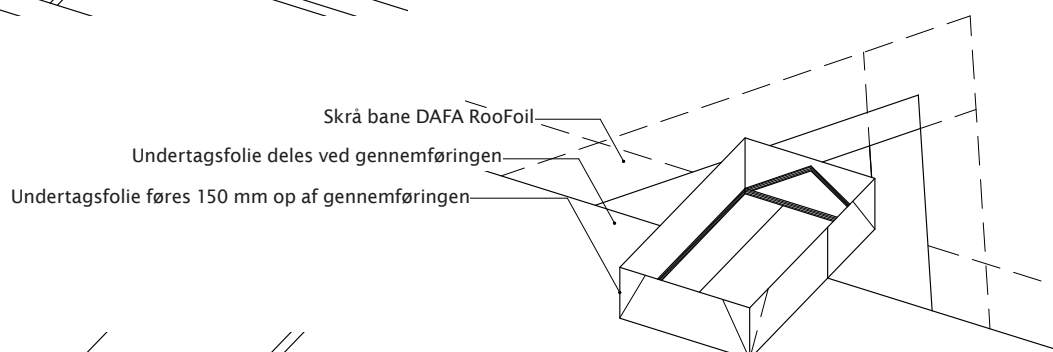 Skrå bane DAFA RooFoil
Undertagsfolie deles ved gennemføringen
Undertagsfolie føres 150 mm op af gennemføringen